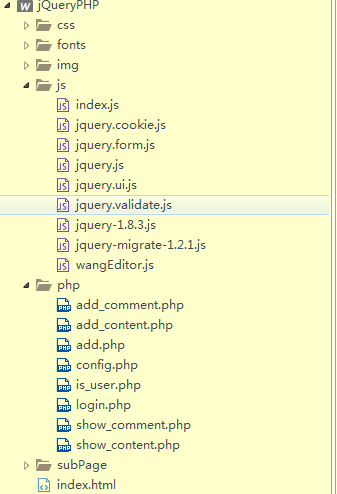 jQueryPHP
css
fonts
img
js
index.js
jquery.cookie.js
jquery.form.js
jquery.js
jquery.ui.js
jquery.validate.js
jquery-1.8.3.js
jquery-migrate-1.2.1.js
wangEditor.js
php
add_comment.php
add_content.php
add.php
config.php
is_user.php
login.php
show_comment.php
show_content.php
subPage
index.html